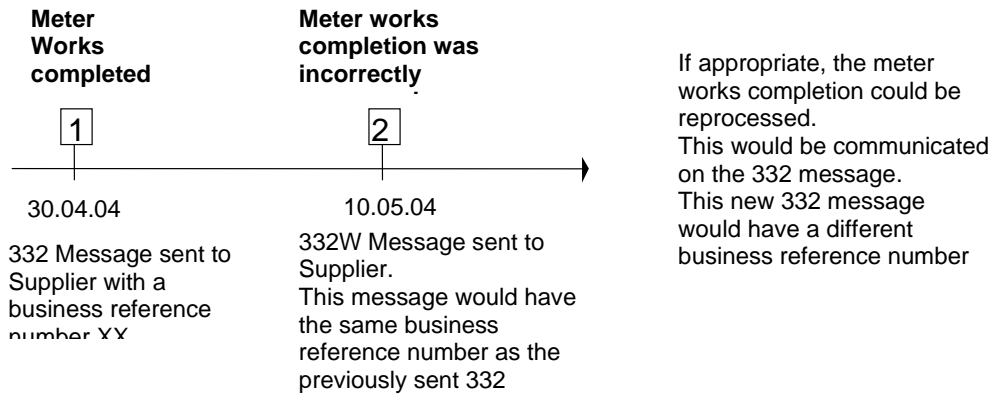 Meter
Works
completed
Meter works
completion was
incorrectly
1
2
30.04.04
10.05.04
332 Message sent to
Supplier with a
business reference
number XX
332W Message sent to
Supplier.
This message would have
the same business
reference number as the
previously sent 332
If appropriate, the meter
works completion could be
reprocessed.
This would be communicated
on the 332 message.
This new 332 message
would have a different
business reference number